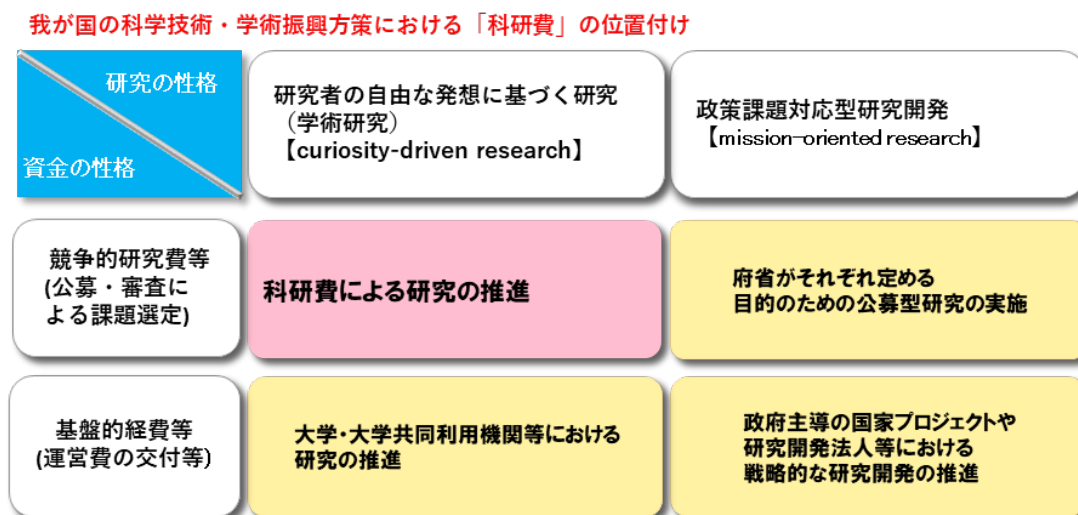 我が国の科学技術・学術振興方策における「科研費」の位置付け
研究の性格
資金の性格
研究者の自由な発想に基づく研究
（学術研究）
【curiosity-driven research】
政策課題対応型研究開発
【mission-oriented research】
競争的研究費等
(公募・審査に
よる課題選定)
科研費による研究の推進
府省がそれぞれ定める
目的のための公募型研究の実施
基盤的経費等
(運営費の交付等)
大学・大学共同利用機関等における
研究の推進
政府主導の国家プロジェクトや
研究開発法人等における
戦略的な研究開発の推進